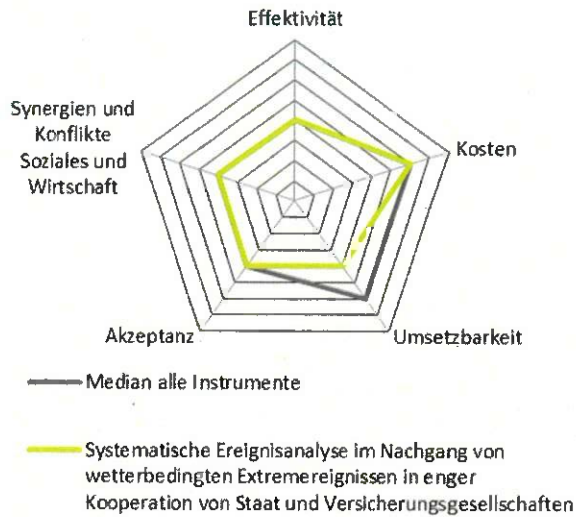 Effektivität
Synergien und
Konflikte
Soziales und
Wirtschaft
Kosten
Akzeptanz
Umsetzbarkeit
Median alle Instrumente
Systematische Ereignisanalyse im Nachgang von
wetterbedingten Extremereignissen in enger
Kooperation von Staat und Versicherungsgesellschaften